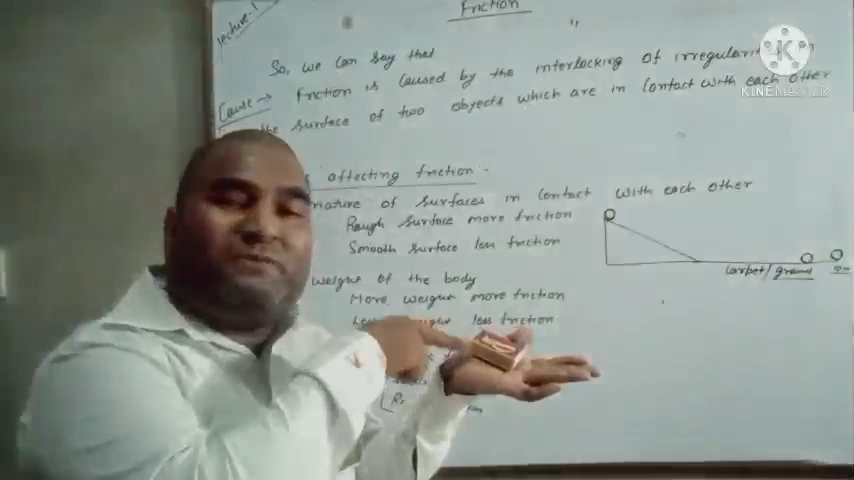 Lecture-1
Friction
So, we can say that
Cause → Friction is caused by the interlocking of irregularit
the surface of two objects which are in contact with each other
affecting friction.
nature of surfaces in contact with each other
Rough surface more friction
Smooth surface less friction
weight of the body
More weight more friction
less friction
Carpet/ground
KINEMASTER